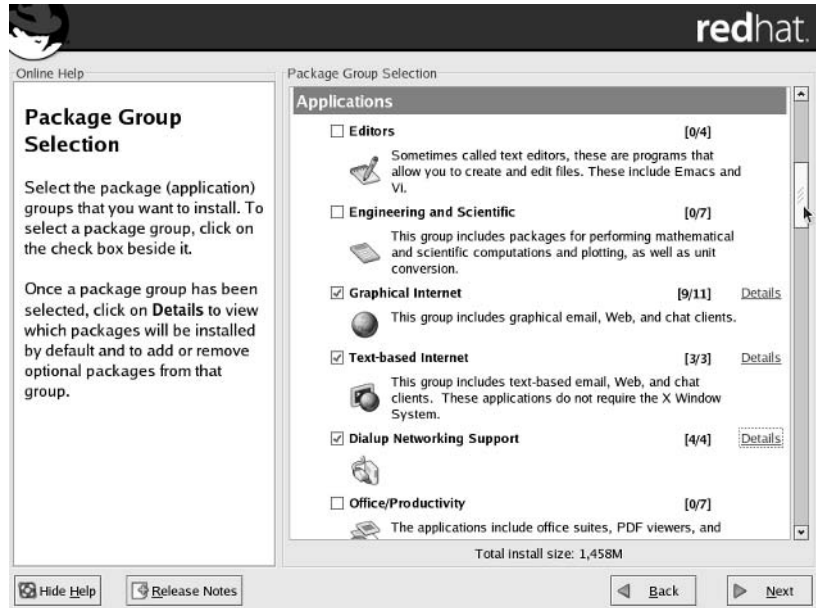 redhat.
Online Help
Package Group
Selection
Select the package (application)
groups that you want to install. To
select a package group, click on
the check box beside it.
Once a package group has been
selected, click on Details to view
which packages will be installed
by default and to add or remove
optional packages from that
group.
Package Group Selection
Applications
Editors [0/4]
Sometimes called text editors, these are programs that
allow you to create and edit files. These include Emacs and
Vi.
Engineering and Scientific [0/7]
This group includes packages for performing mathematical
and scientific computations and plotting, as well as unit
conversion.
Graphical Internet [9/11] Details
This group includes graphical email, Web, and chat clients.
Text-based Internet [3/3] Details
This group includes text-based email, Web, and chat
clients. These applications do not require the X Window
System.
Dialup Networking Support [4/4] Details
Office/Productivity [0/7]
The applications include office suites, PDF viewers, and
Total install size: 1,458M
Hide Help
Release Notes
Back
Next